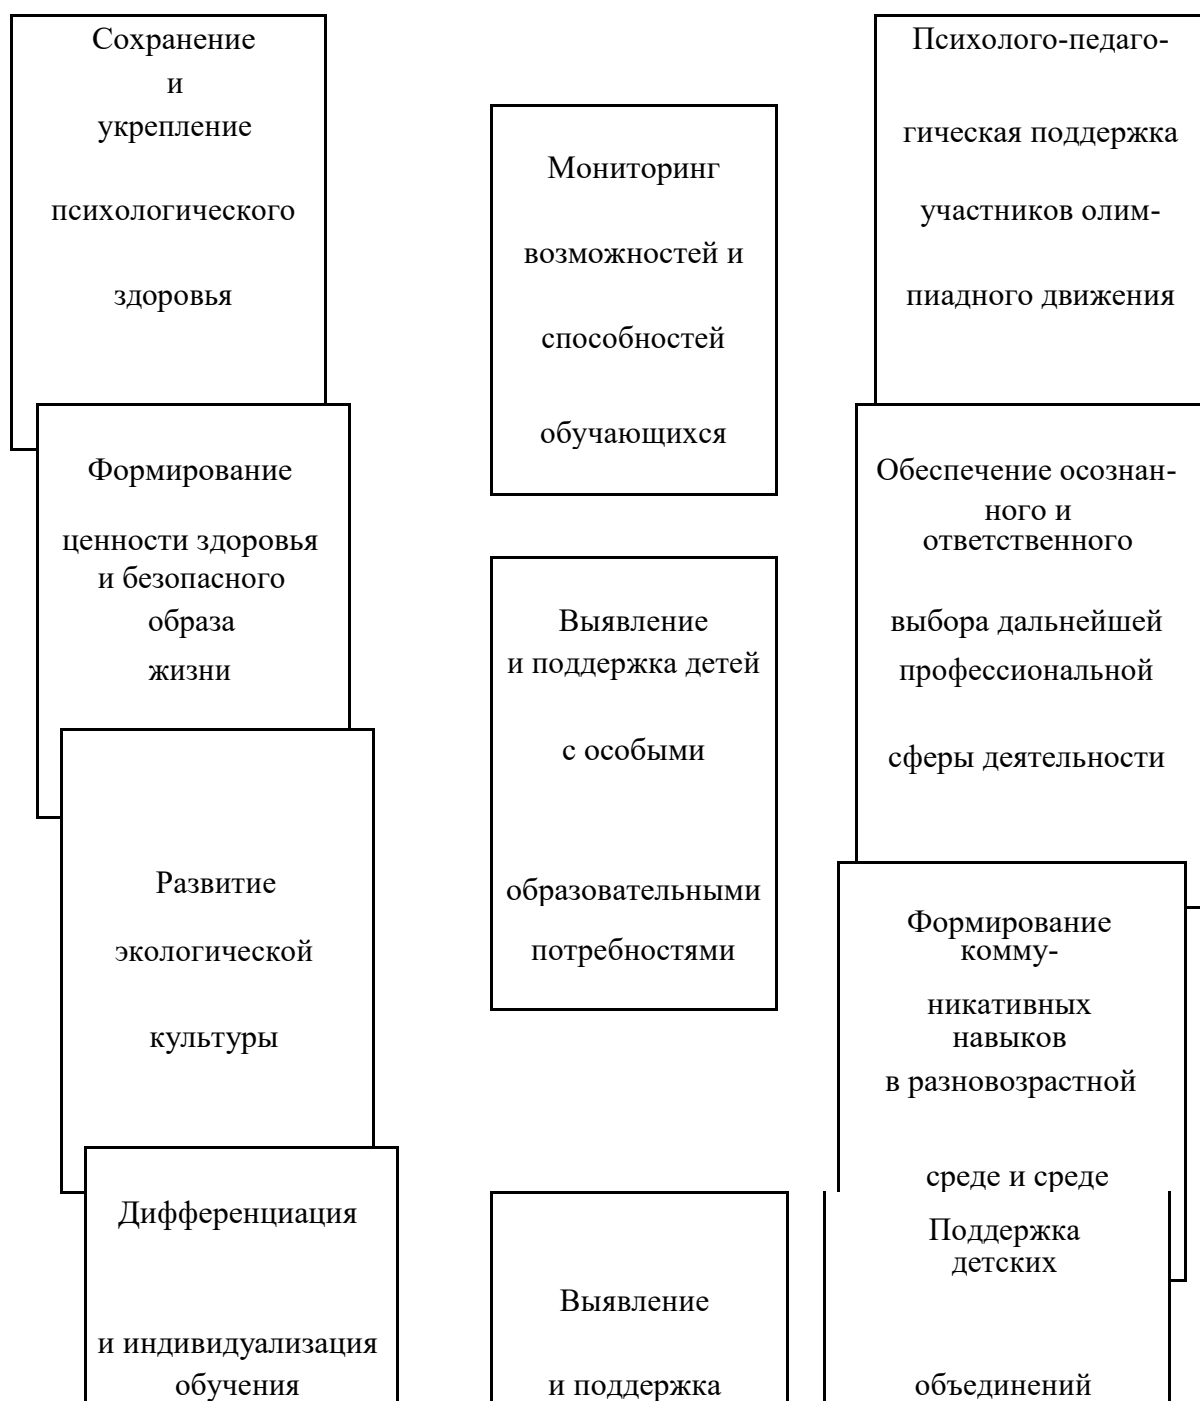 Сохранение
и
укрепление
психологического
здоровья
Формирование
ценности здоровья
и безопасного
образа
жизни
Развитие
экологической
культуры
Дифференциация
и индивидуализация
обучения
Мониторинг
возможностей и
способностей
обучающихся
Выявление
и поддержка детей
с особыми
образовательными
потребностями
Выявление
и поддержка
Психолого-педаго-
гическая поддержка
участников олим-
пиадного движения
Обеспечение осознан-
ного и
ответственного
выбора дальнейшей
профессиональной
сферы деятельности
Формирование
комму-
никативных
навыков
в разновозрастной
среде и среде
Поддержка
детских
объединений